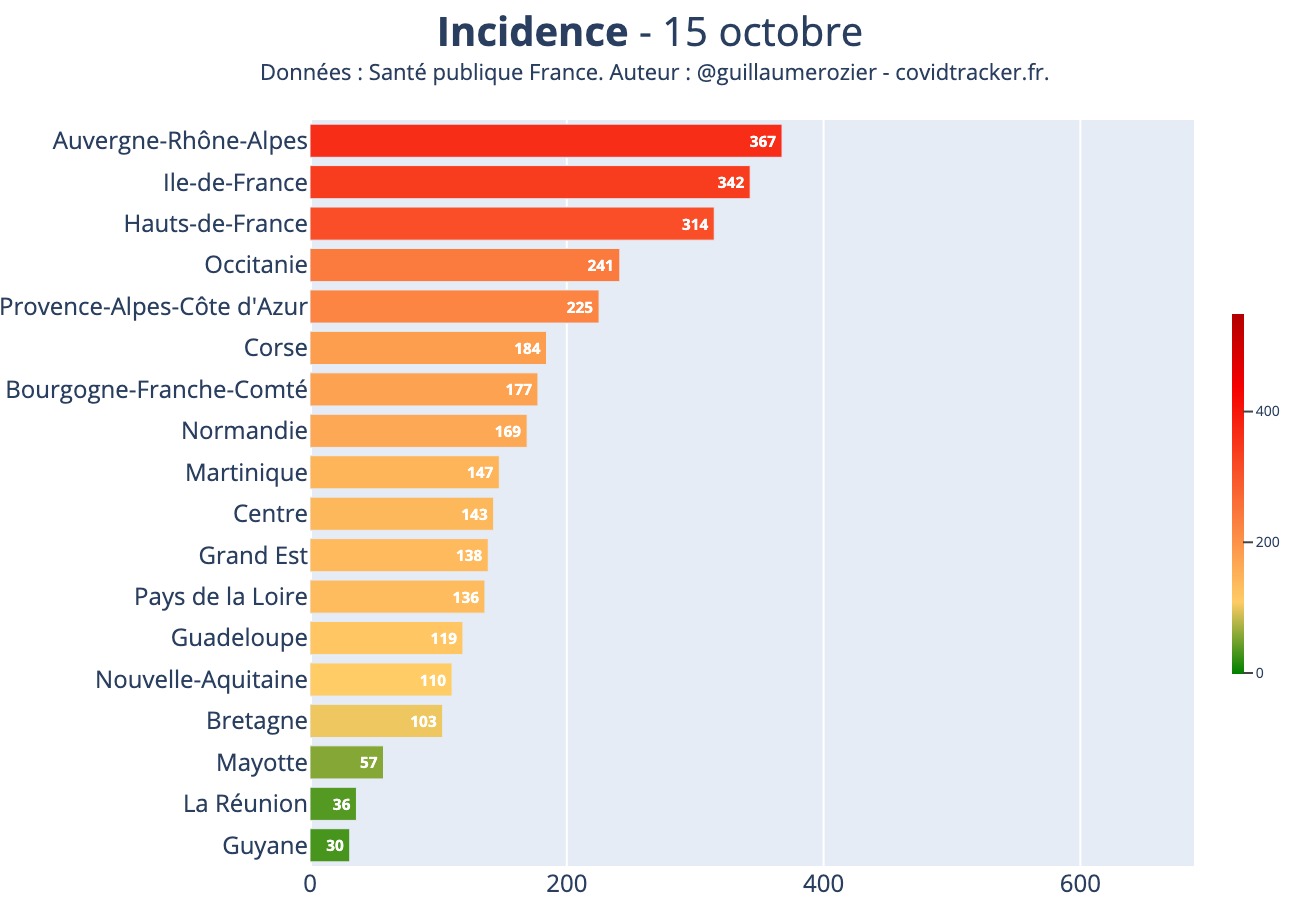 Incidence - 15 octobre
Données : Santé publique France. Auteur : @guillaumerozier - covidtracker.fr.
Auvergne-Rhône-Alpes 367
Ile-de-France 342
Hauts-de-France 314
Occitanie 241
Provence-Alpes-Côte d'Azur 225
Corse 184
Bourgogne-Franche-Comté 177
Normandie 169
Martinique 147
Centre 143
Grand Est 138
Pays de la Loire 136
Guadeloupe 119
Nouvelle-Aquitaine 110
Bretagne 103
Mayotte 57
La Réunion 36
Guyane 30
0 200 400 600
400
200
0